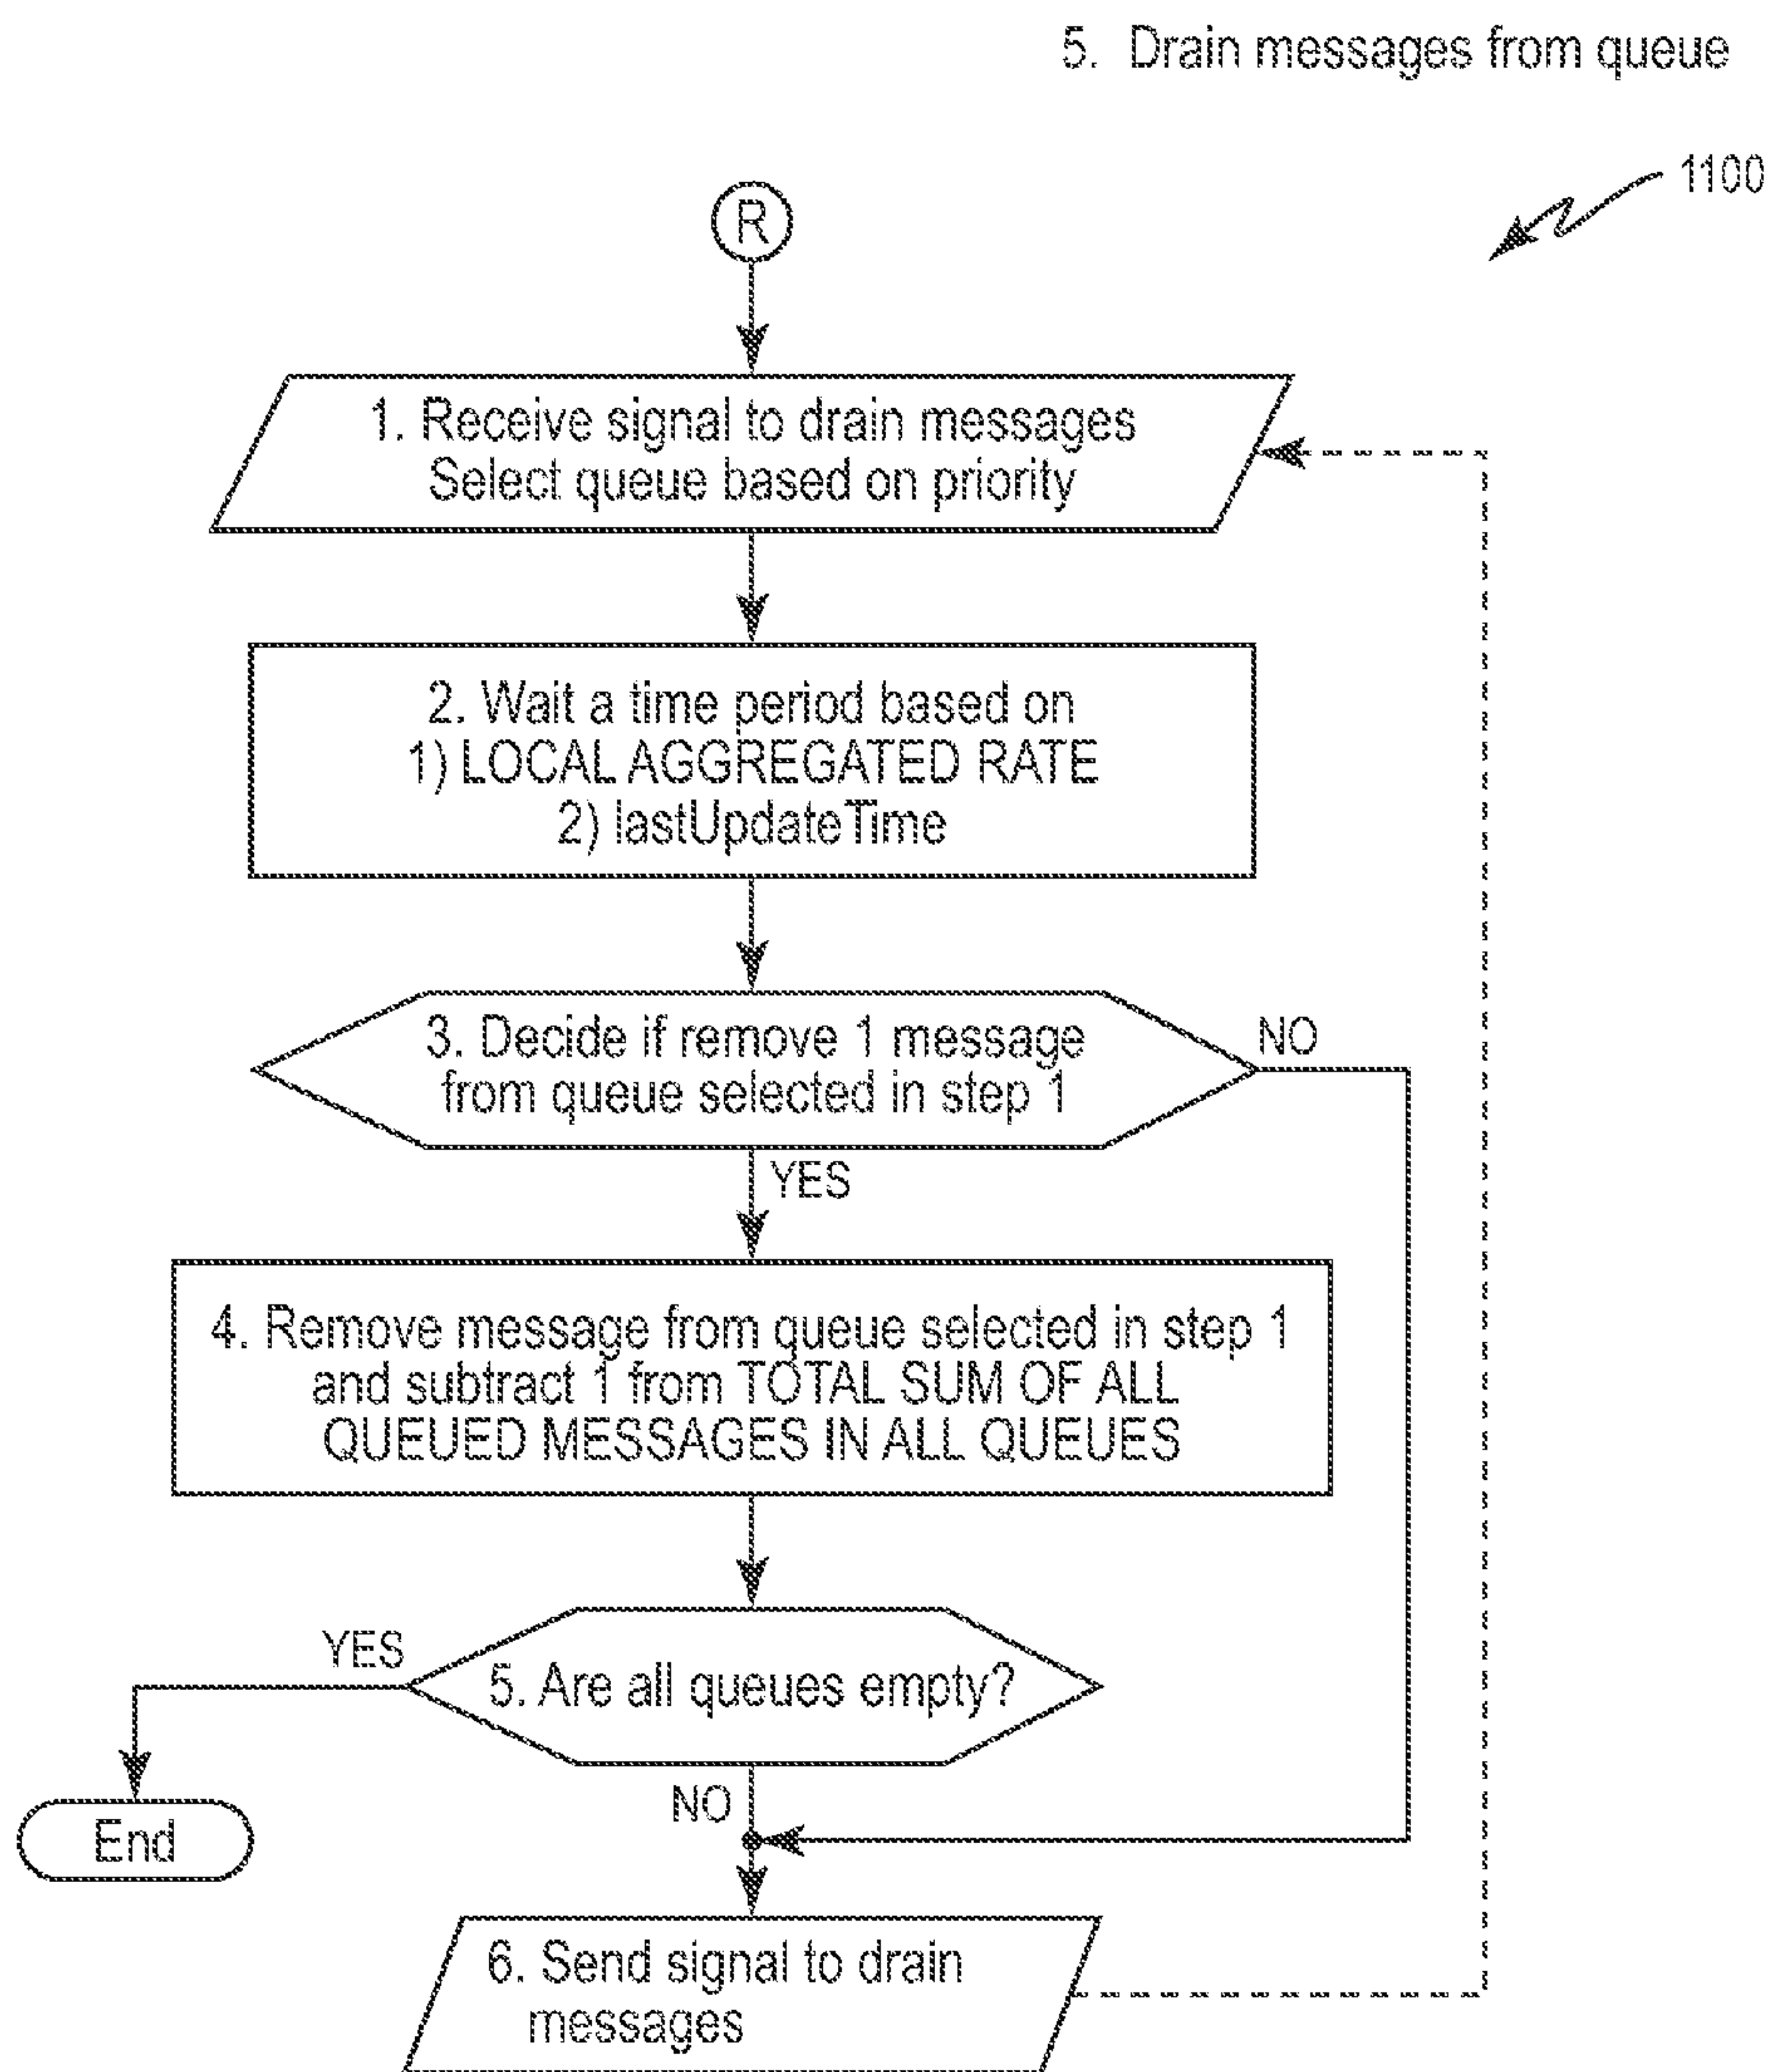 5. Drain messages from queue
1100
R
1. Receive signal to drain messages
Select queue based on priority
2. Wait a time period based on
1) LOCAL AGGREGATED RATE
2) lastUpdateTime
3. Decide if remove 1 message
from queue selected in step 1
NO
YES
4. Remove message from queue selected in step 1
and subtract 1 from TOTAL SUM OF ALL
QUEUED MESSAGES IN ALL QUEUES
YES
5. Are all queues empty?
NO
End
6. Send signal to drain
messages